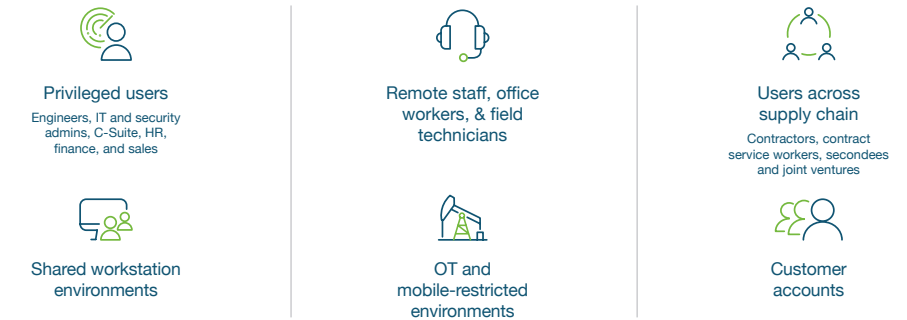 Privileged users
Engineers, IT and security
admins, C-Suite, HR,
finance, and sales
Remote staff, office
workers, & field
technicians
Users across
supply chain
Contractors, contract
service workers, secondees
and joint ventures
Shared workstation
environments
OT and
mobile-restricted
environments
Customer
accounts